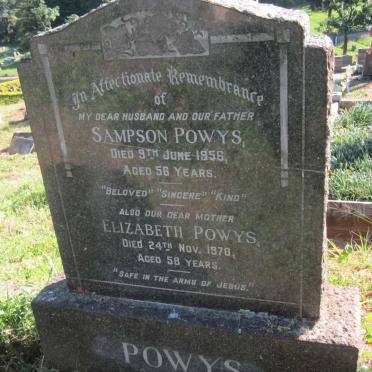 In Affectionate Remembrance
of
MY DEAR HUSBAND AND OUR FATHER
SAMPSON POWYS,
DIED 9TH JUNE 1956,
AGED 56 YEARS.
"BELOVED" "SINCERE" "KIND"
ALSO OUR DEAR MOTHER
ELIZABETH POWYS,
DIED 24TH NOV. 1970,
AGED 58 YEARS.
"SAFE IN THE ARMS OF JESUS."
POWYS